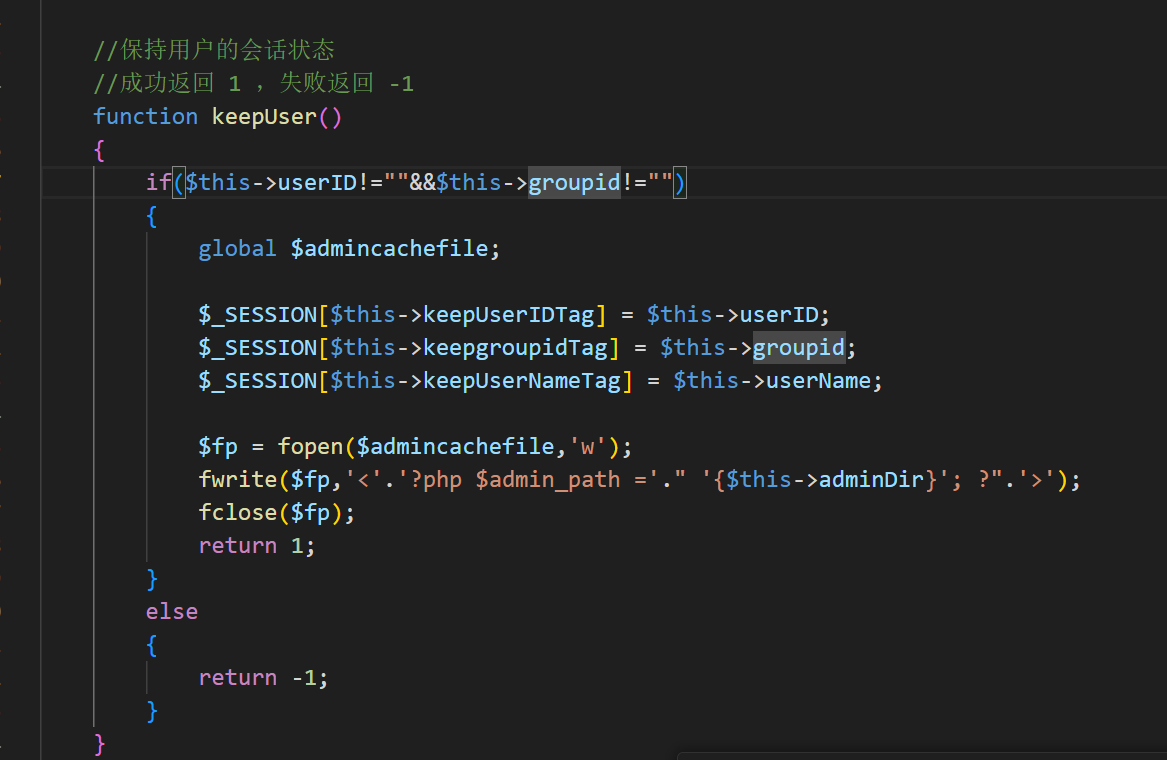 //保持用户的会话状态
//成功返回 1 ，失败返回 -1
function keepUser()
{
if($this->userID!=""&&$this->groupid!="")
{
global $admincachefile;
$_SESSION[$this->keepUserIDTag] = $this->userID;
$_SESSION[$this->keepgroupidTag] = $this->groupid;
$_SESSION[$this->keepUserNameTag] = $this->userName;
$fp = fopen($admincachefile,'w');
fwrite($fp,'<'.'?php $admin_path ='." '{$this->adminDir}'; ?".'>');
fclose($fp);
return 1;
}
else
{
return -1;
}
}